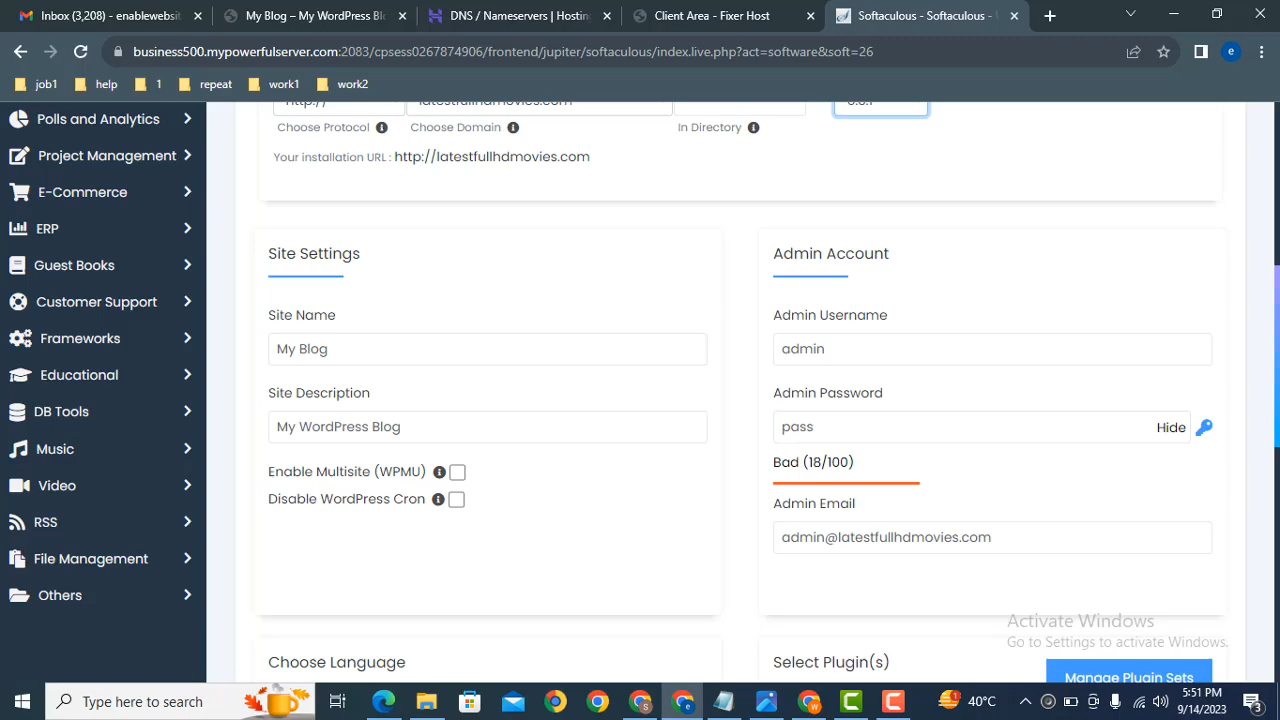 Inbox (3,208) - enablewebsit
My Blog – My WordPress Bl
DNS / Nameservers | Hostin
Client Area - Fixer Host
Softaculous - Softaculous -
business500.mypowerfulserver.com:2083/cpsess0267874906/frontend/jupiter/softaculous/index.live.php?act=software&soft=26
e
job1
help
1
repeat
work1
work2
http://
latestfullhdmovies.com
Choose Protocol
Choose Domain
In Directory
Your installation URL : http://latestfullhdmovies.com
Polls and Analytics
Project Management
E-Commerce
ERP
Guest Books
Customer Support
Frameworks
Educational
DB Tools
Music
Video
RSS
File Management
Others
Site Settings
Site Name
My Blog
Site Description
My WordPress Blog
Enable Multisite (WPMU)
Disable WordPress Cron
Admin Account
Admin Username
admin
Admin Password
pass
Hide
Bad (18/100)
Admin Email
admin@latestfullhdmovies.com
Choose Language
Select Plugin(s)
Manage Plugin Sets
Activate Windows
Go to Settings to activate Windows.
Type here to search
40°C
5:51 PM
9/14/2023
3